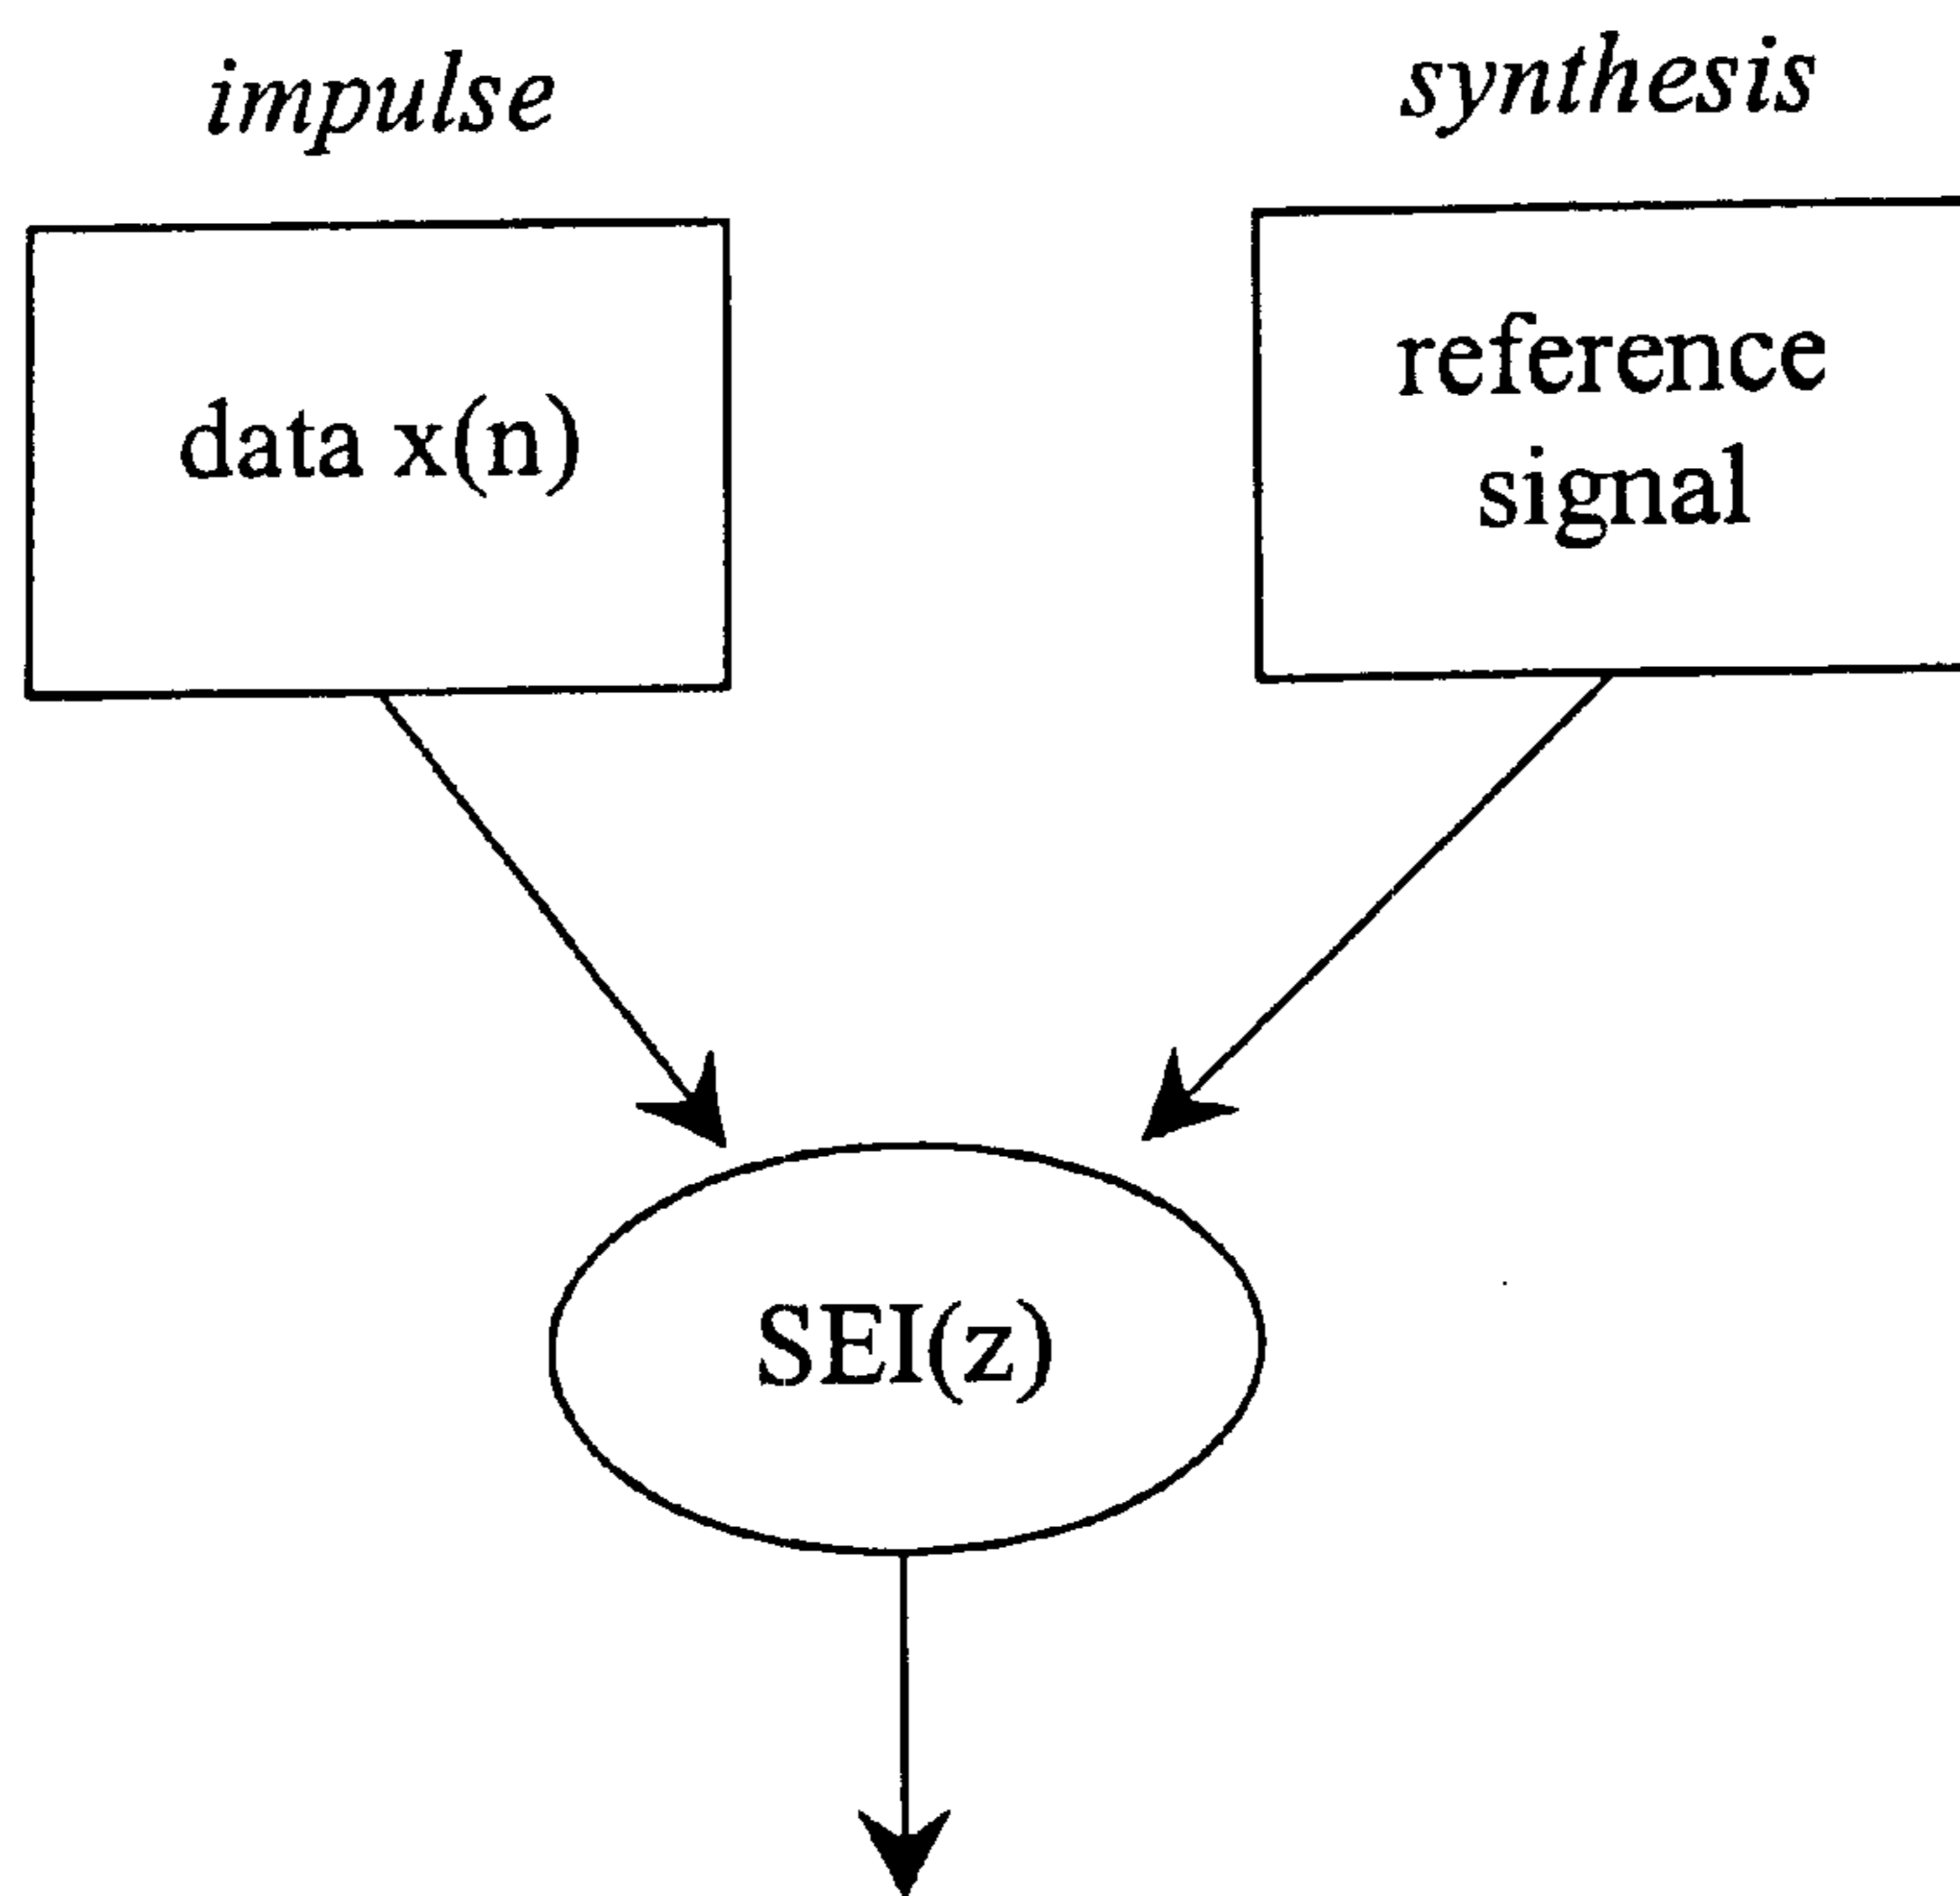 impulse
synthesis
data x(n)
reference
signal
SEI(z)